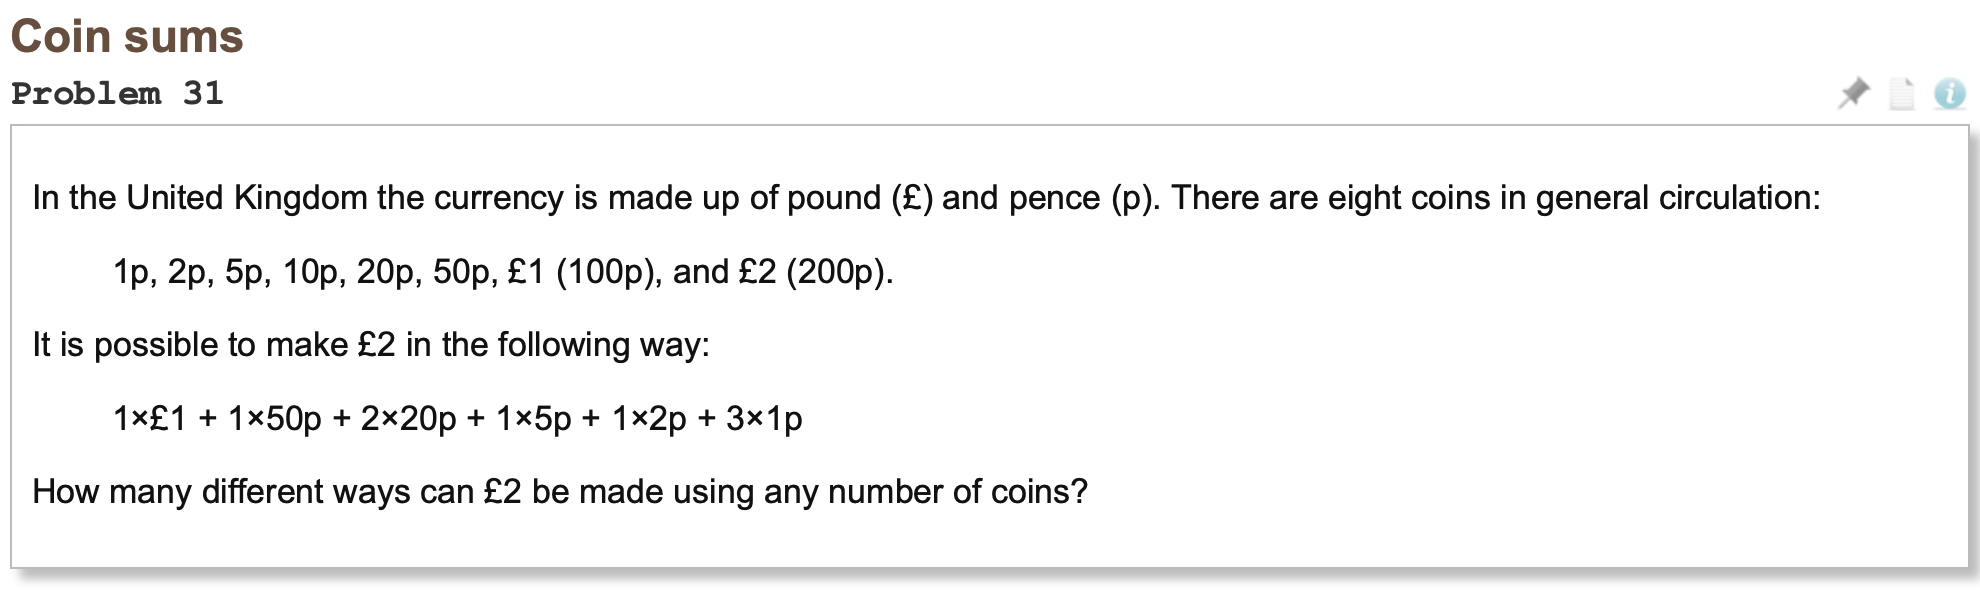 Coin sums
Problem 31
In the United Kingdom the currency is made up of pound (£) and pence (p). There are eight coins in general circulation:
1p, 2p, 5p, 10p, 20p, 50p, £1 (100p), and £2 (200p).
It is possible to make £2 in the following way:
1×£1 + 1×50p + 2×20p + 1×5p + 1×2p + 3×1p
How many different ways can £2 be made using any number of coins?